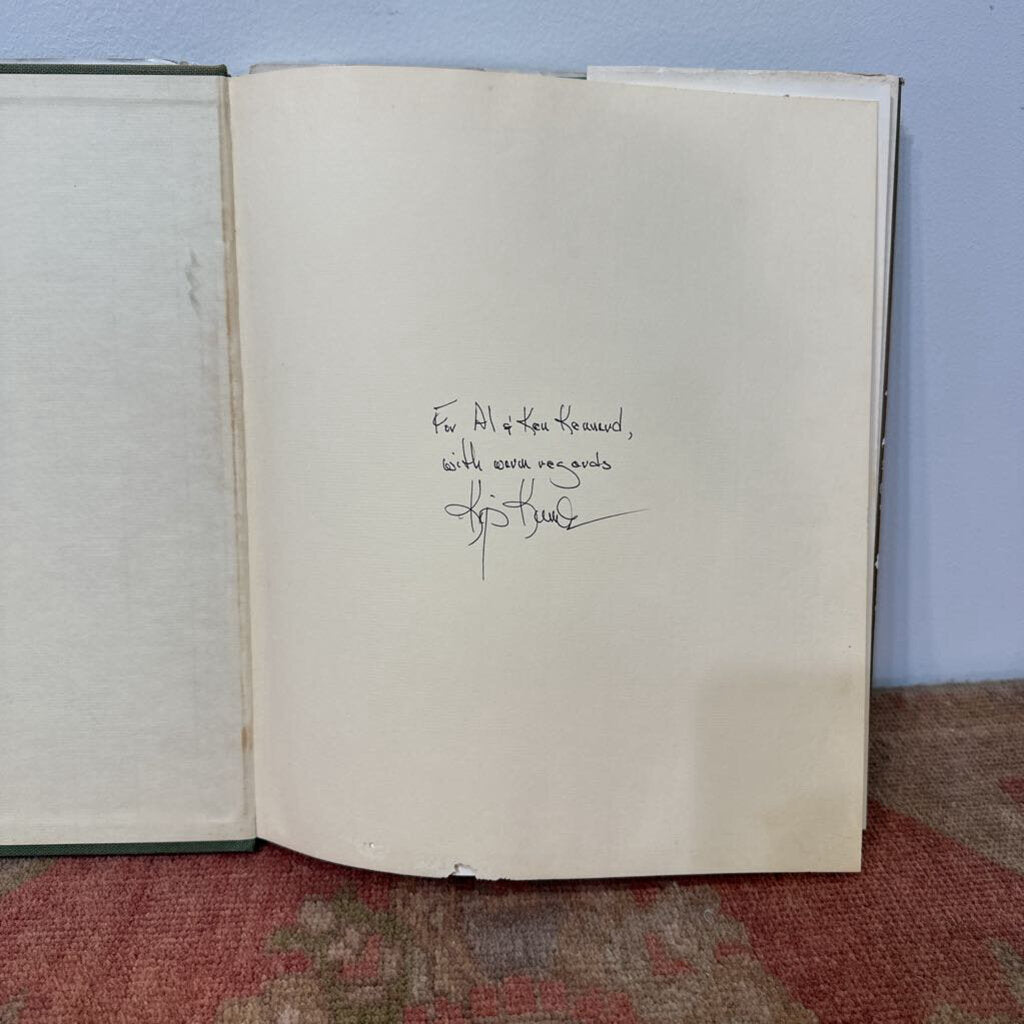 For Al & Ken Kennard,
with warm regards